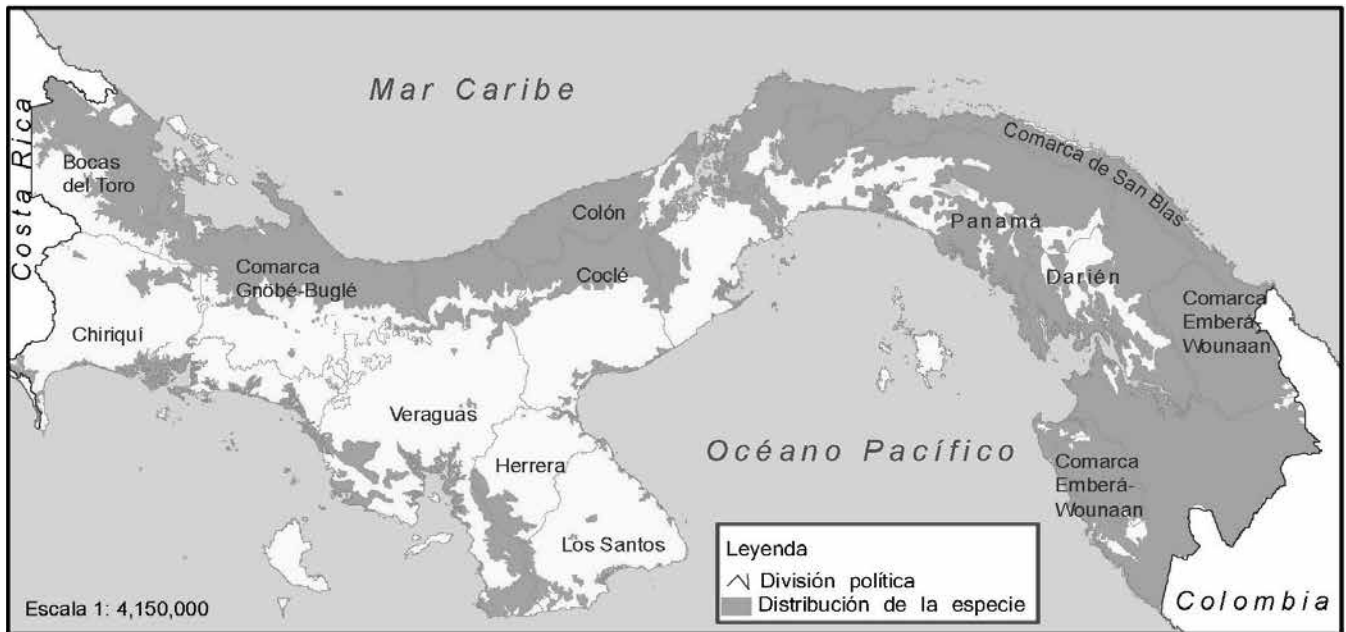 Mar Caribe
Costa Rica
Bocas
del Toro
Comarca de San Blas
Colón
Panamá
Comarca
Gnöbé-Buglé
Coclé
Darién
Comarca
Emberá-
Wounaan
Chiriquí
Veraguas
Océano Pacífico
Herrera
Comarca
Emberá-
Wounaan
Los Santos
Leyenda
División política
Distribución de la especie
Escala 1: 4,150,000
Colombia